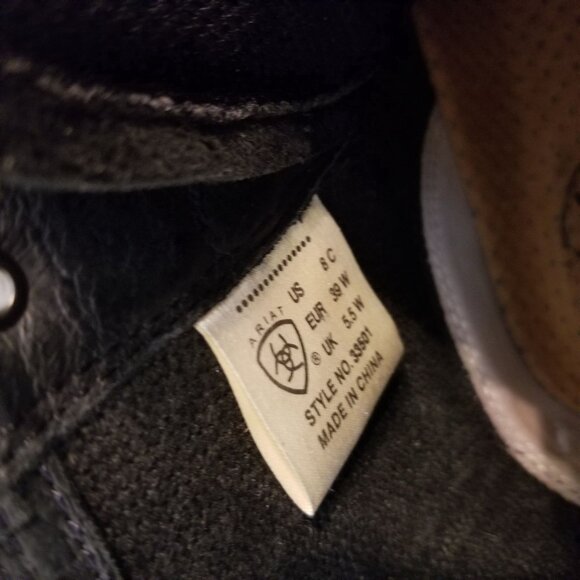 ARIAT
US 8 C
EUR 39 W
® UK 5.5 W
STYLE NO. 33501
MADE IN CHINA